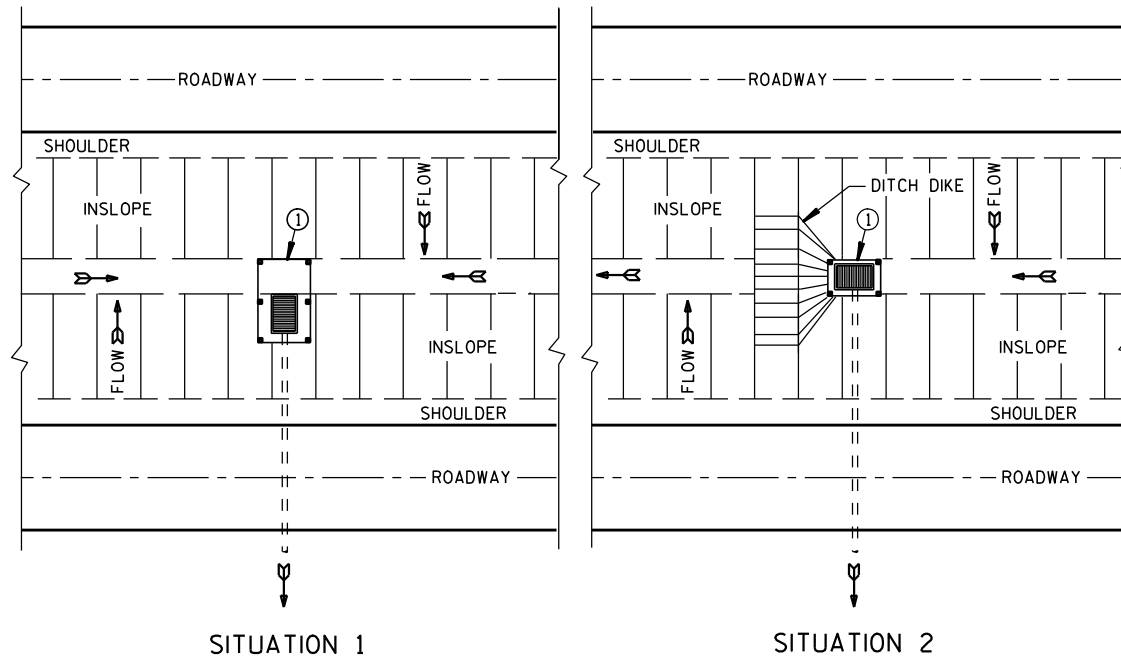 ROADWAY
SHOULDER
INSLOPE
FLOW
1
FLOW
INSLOPE
SHOULDER
ROADWAY
SITUATION 1
ROADWAY
SHOULDER
DITCH DIKE
INSLOPE
FLOW
1
FLOW
INSLOPE
SHOULDER
ROADWAY
SITUATION 2